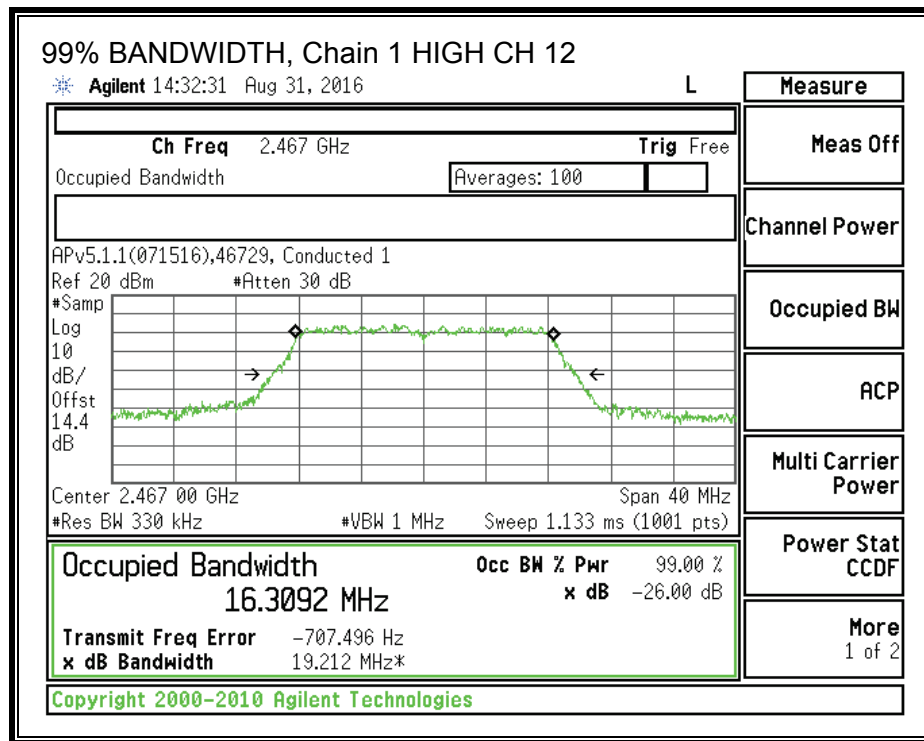 99% BANDWIDTH, Chain 1 HIGH CH 12
Agilent 14:32:31 Aug 31, 2016 L
Measure
Ch Freq 2.467 GHz Trig Free
Meas Off
Occupied Bandwidth Averages: 100
Channel Power
APv5.1.1(071516),46729, Conducted 1
Ref 20 dBm #Atten 30 dB
#Samp
Log
10
dB/
Offst
14.4
dB
Occupied BW
ACP
Multi Carrier
Power
Center 2.467 00 GHz Span 40 MHz
#Res BW 330 kHz #VBW 1 MHz Sweep 1.133 ms (1001 pts)
Power Stat
CCDF
Occupied Bandwidth Occ BW % Pwr 99.00 %
16.3092 MHz x dB -26.00 dB
Transmit Freq Error -707.496 Hz
x dB Bandwidth 19.212 MHz*
More
1 of 2
Copyright 2000-2010 Agilent Technologies